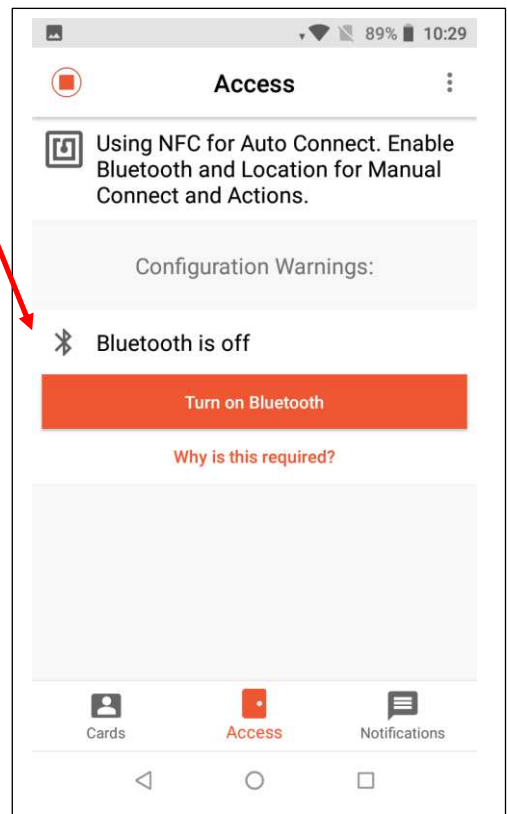 89% 10:29
Access
Using NFC for Auto Connect. Enable
Bluetooth and Location for Manual
Connect and Actions.
Configuration Warnings:
Bluetooth is off
Turn on Bluetooth
Why is this required?
Cards Access Notifications